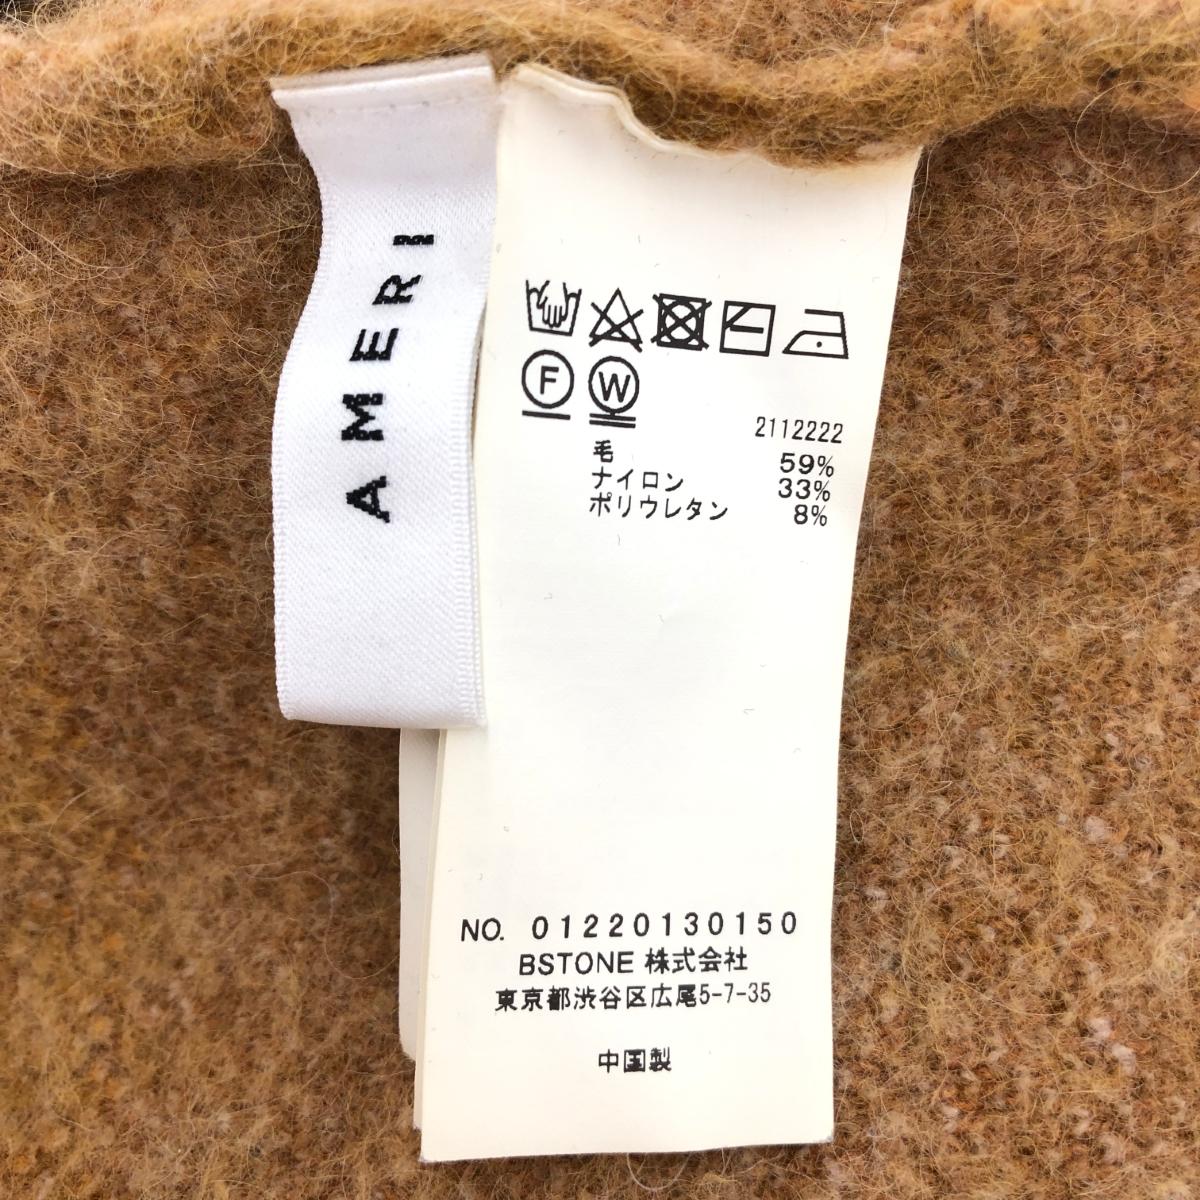 AMERI
F
W
2112222
毛 59%
ナイロン 33%
ポリウレタン 8%
NO. 01220130150
BSTONE 株式会社
東京都渋谷区広尾5-7-35
中国製